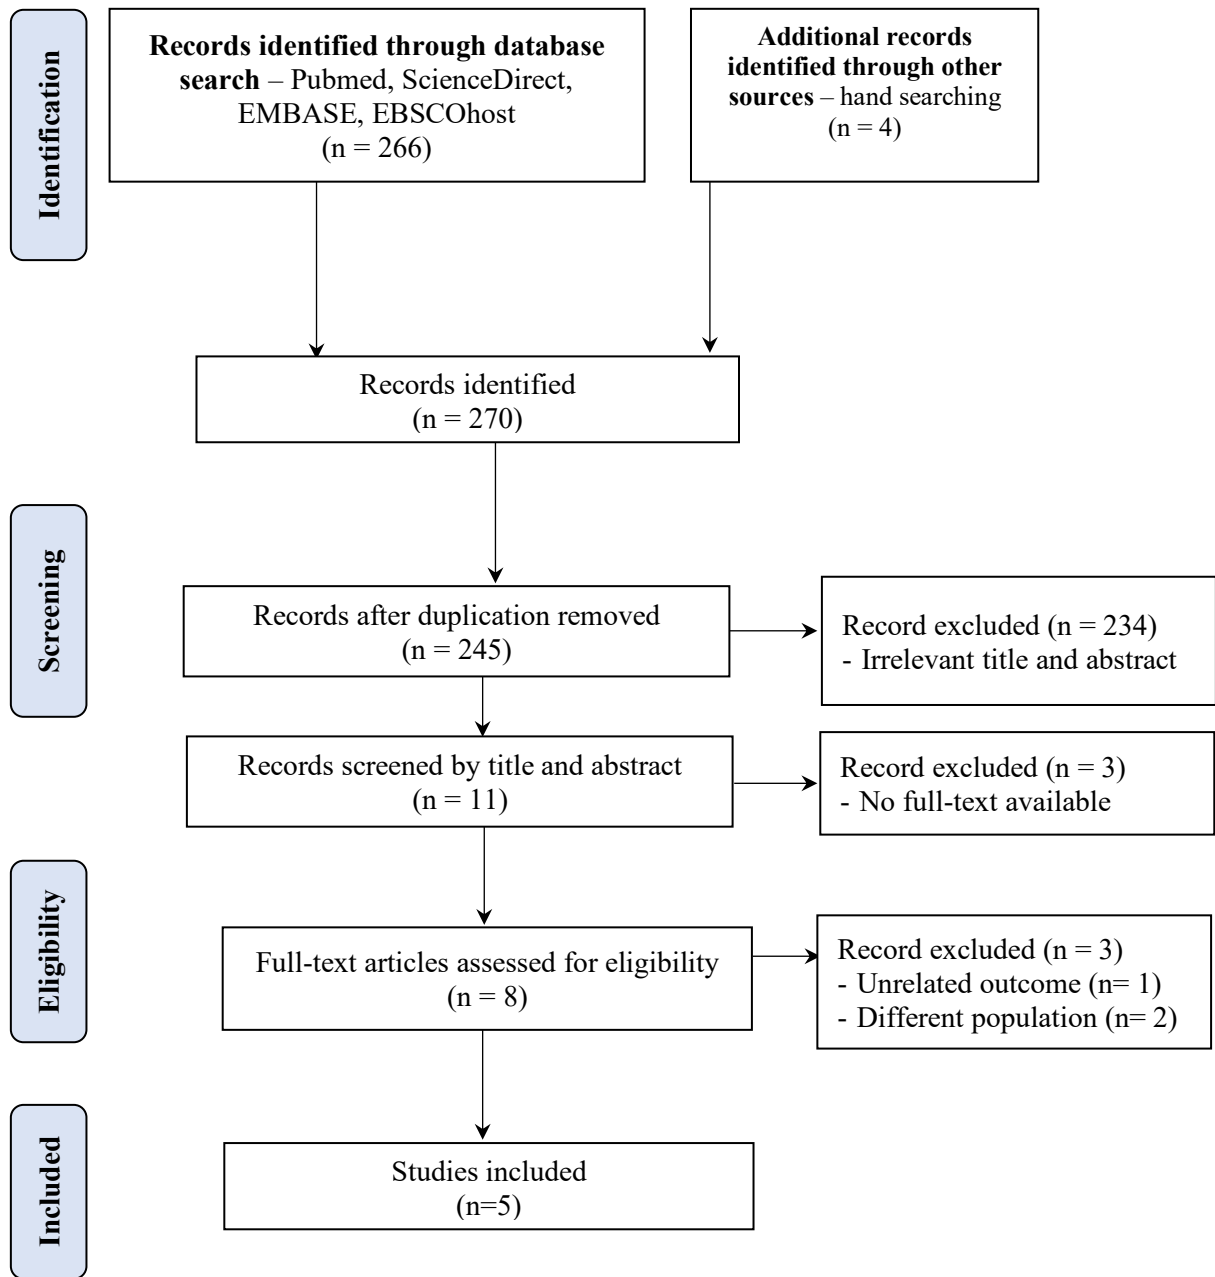 Identification
Records identified through database
search – Pubmed, ScienceDirect,
EMBASE, EBSCOhost
(n = 266)
Additional records
identified through other
sources – hand searching
(n = 4)
Records identified
(n = 270)
Screening
Records after duplication removed
(n = 245)
Record excluded (n = 234)
- Irrelevant title and abstract
Records screened by title and abstract
(n = 11)
Record excluded (n = 3)
- No full-text available
Eligibility
Full-text articles assessed for eligibility
(n = 8)
Record excluded (n = 3)
- Unrelated outcome (n= 1)
- Different population (n= 2)
Included
Studies included
(n=5)